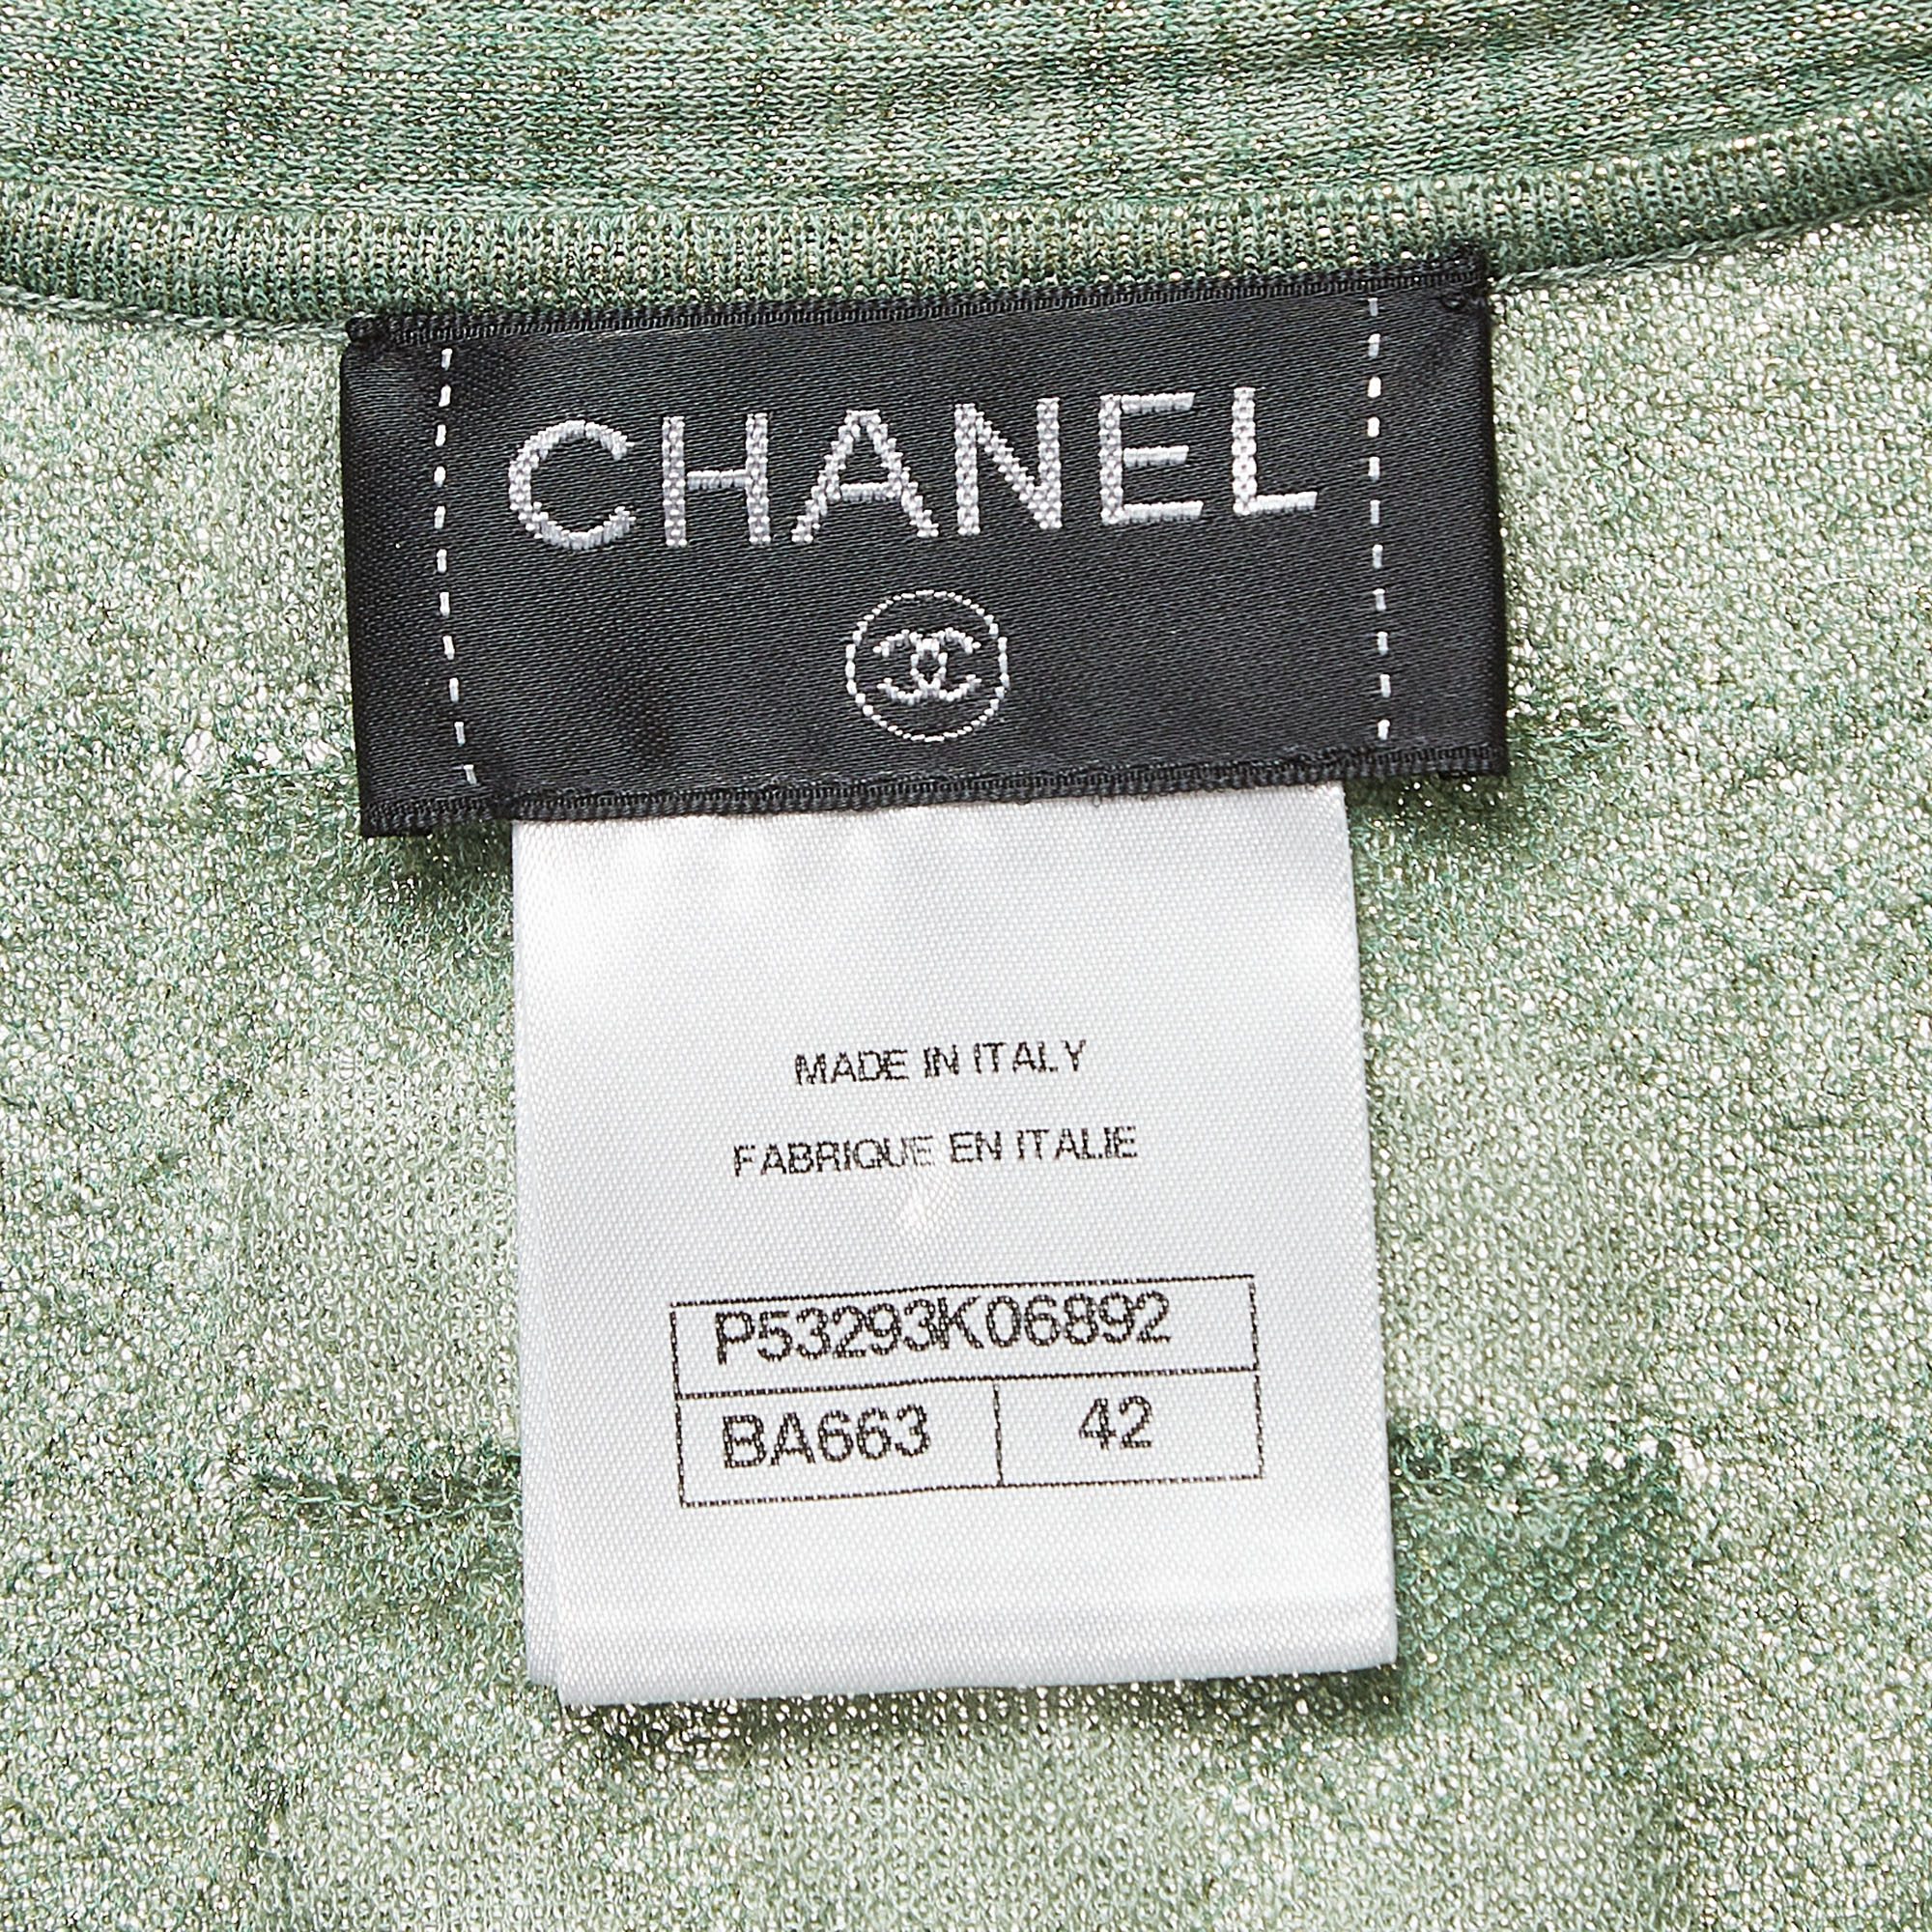 CHANEL
MADE IN ITALY
FABRIQUE EN ITALIE
P53293K06892
BA663 42